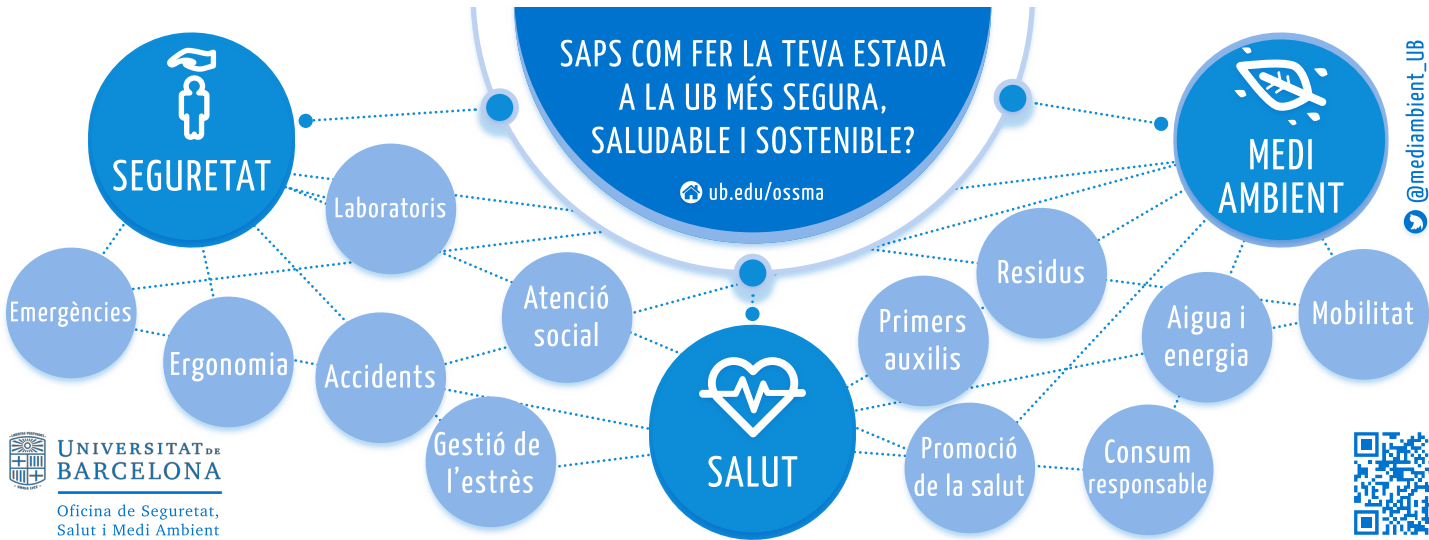 SAPS COM FER LA TEVA ESTADA
A LA UB MÉS SEGURA,
SALUDABLE I SOSTENIBLE?
ub.edu/ossma
SEGURETAT
MEDI
AMBIENT
@mediambient_UB
Laboratoris
Emergències
Ergonomia
Accidents
Atenció
social
Gestió de
l'estrès
SALUT
Primers
auxilis
Residus
Aigua i
energia
Mobilitat
Promoció
de la salut
Consum
responsable
UNIVERSITAT DE
BARCELONA
Oficina de Seguretat,
Salut i Medi Ambient